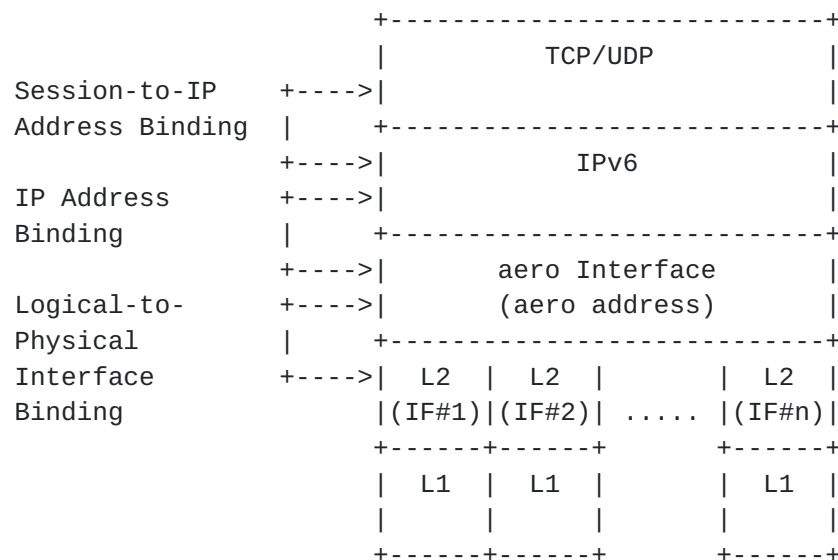 +----------------------------+
|          TCP/UDP           |
Session-to-IP    +---->|                            |
Address Binding  |     +----------------------------+
+---->|            IPv6            |
IP Address       +---->|                            |
Binding          |     +----------------------------+
+---->|       aero Interface       |
Logical-to-      +---->|       (aero address)       |
Physical         |     +----------------------------+
Interface        +---->|  L2  |  L2  |       |  L2  |
Binding                |(IF#1)|(IF#2)| ..... |(IF#n)|
+------+------+       +------+
|  L1  |  L1  |       |  L1  |
|      |      |       |      |
+------+------+       +------+